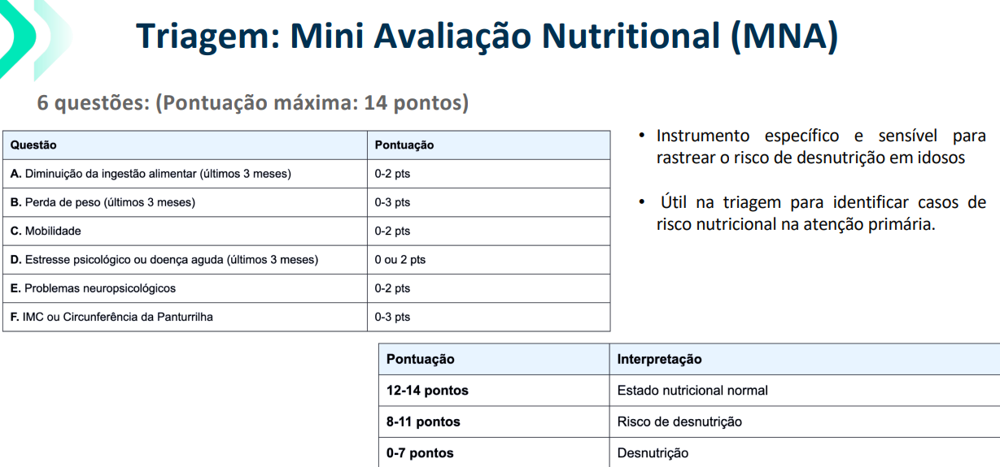 Triagem: Mini Avaliação Nutritional (MNA)
6 questões: (Pontuação máxima: 14 pontos)
Questão Pontuação
A. Diminuição da ingestão alimentar (últimos 3 meses) 0-2 pts
B. Perda de peso (últimos 3 meses) 0-3 pts
C. Mobilidade 0-2 pts
D. Estresse psicológico ou doença aguda (últimos 3 meses) 0 ou 2 pts
E. Problemas neuropsicológicos 0-2 pts
F. IMC ou Circunferência da Panturrilha 0-3 pts
• Instrumento específico e sensível para
rastrear o risco de desnutrição em idosos
• Útil na triagem para identificar casos de
risco nutricional na atenção primária.
Pontuação Interpretação
12-14 pontos Estado nutricional normal
8-11 pontos Risco de desnutrição
0-7 pontos Desnutrição